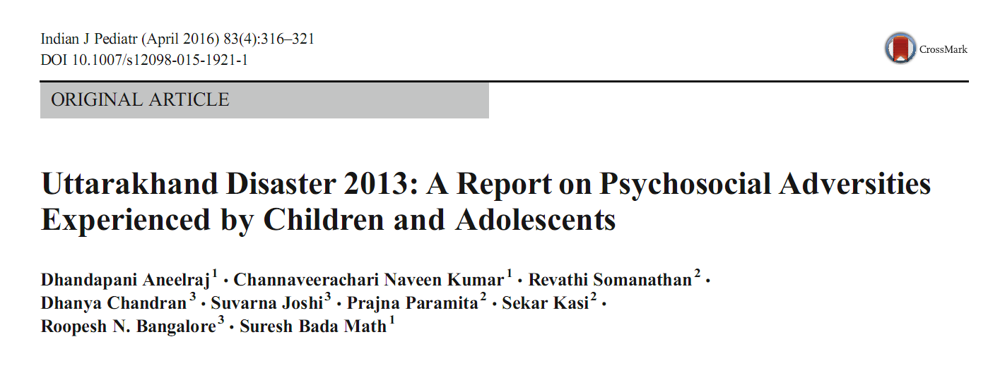 Indian J Pediatr (April 2016) 83(4):316–321
DOI 10.1007/s12098-015-1921-1
CrossMark
ORIGINAL ARTICLE
Uttarakhand Disaster 2013: A Report on Psychosocial Adversities
Experienced by Children and Adolescents
Dhandapani Aneelraj1 · Channaveerachari Naveen Kumar1 · Revathi Somanathan2 ·
Dhanya Chandran3 · Suvarna Joshi3 · Prajna Paramita2 · Sekar Kasi2 ·
Roopesh N. Bangalore3 · Suresh Bada Math1